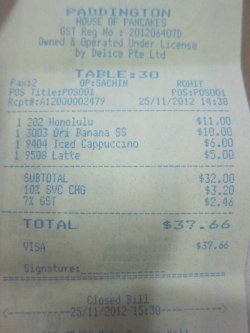 PADDINGTON
HOUSE OF PANCAKES
GST Reg No : 201206407D
Owned & Operated Under License
by Delice Pte Ltd
TABLE:30
Pax:2 OP:SACHIN ROHIT
POS Title:POS001 POS:POS001
Rcpt#:A12000002479 25/11/2012 14:38
1 202 Honolulu $11.00
1 3003 Ori Banana SS $10.00
1 9404 Iced Cappuccino $6.00
1 9508 Latte $5.00
SUBTOTAL $32.00
10% SVC CHG $3.20
7% GST $2.46
TOTAL $37.66
VISA $37.66
Signature:
Closed Bill
25/11/2012 15:30